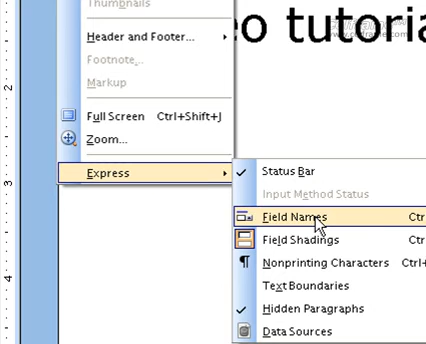 Thumbnails
eo tutoria
Header and Footer...
Footnote...
Markup
2
Full Screen Ctrl+Shift+J
Zoom...
3
Express
Status Bar
Input Method Status
Field Names Ctr
Field Shadings Ctr
Nonprinting Characters Ctrl+
4
Text Boundaries
Hidden Paragraphs
Data Sources